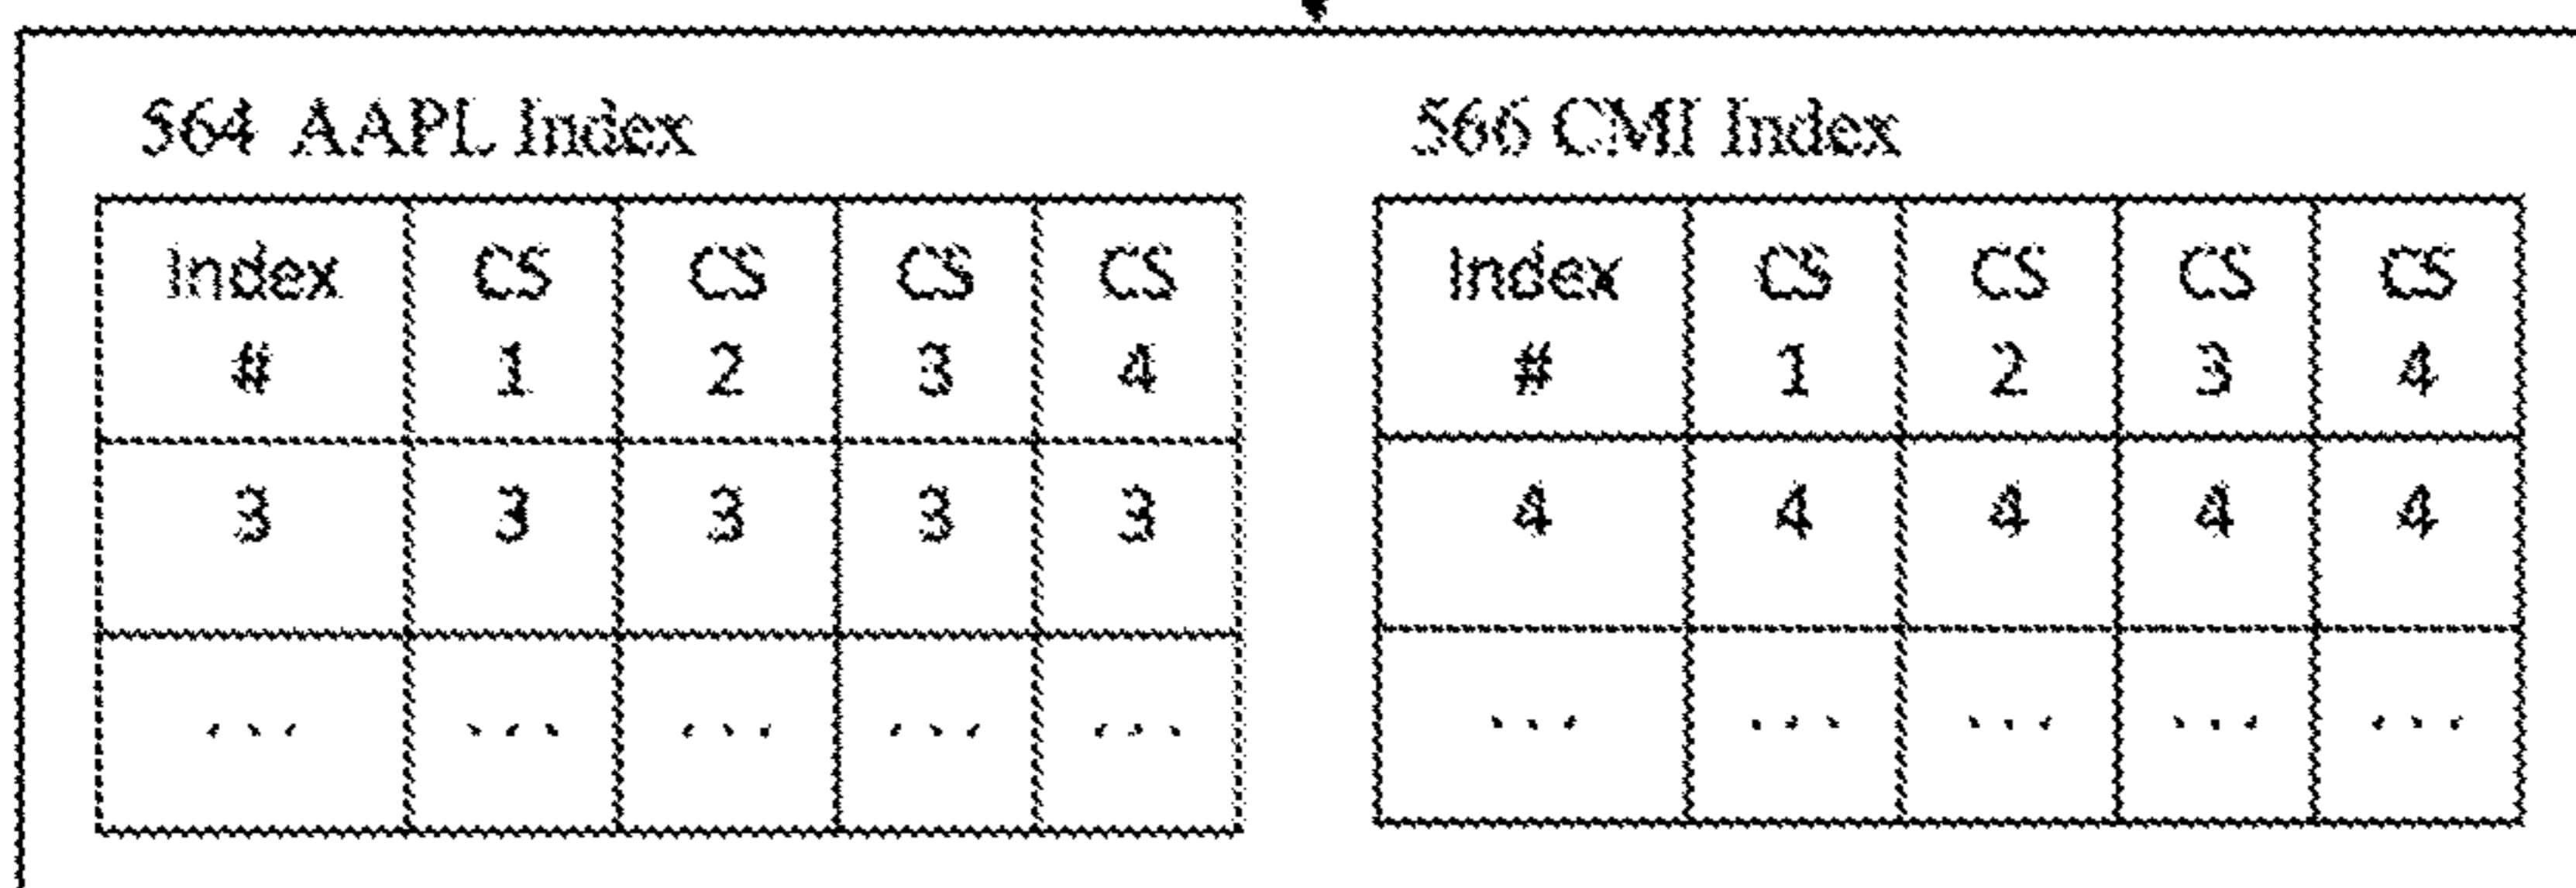 564 AAPL Index
Index # CS 1 CS 2 CS 3 CS 4
3 3 3 3 3
... ... ... ... ...
566 CMI Index
Index # CS 1 CS 2 CS 3 CS 4
4 4 4 4 4
... ... ... ... ...